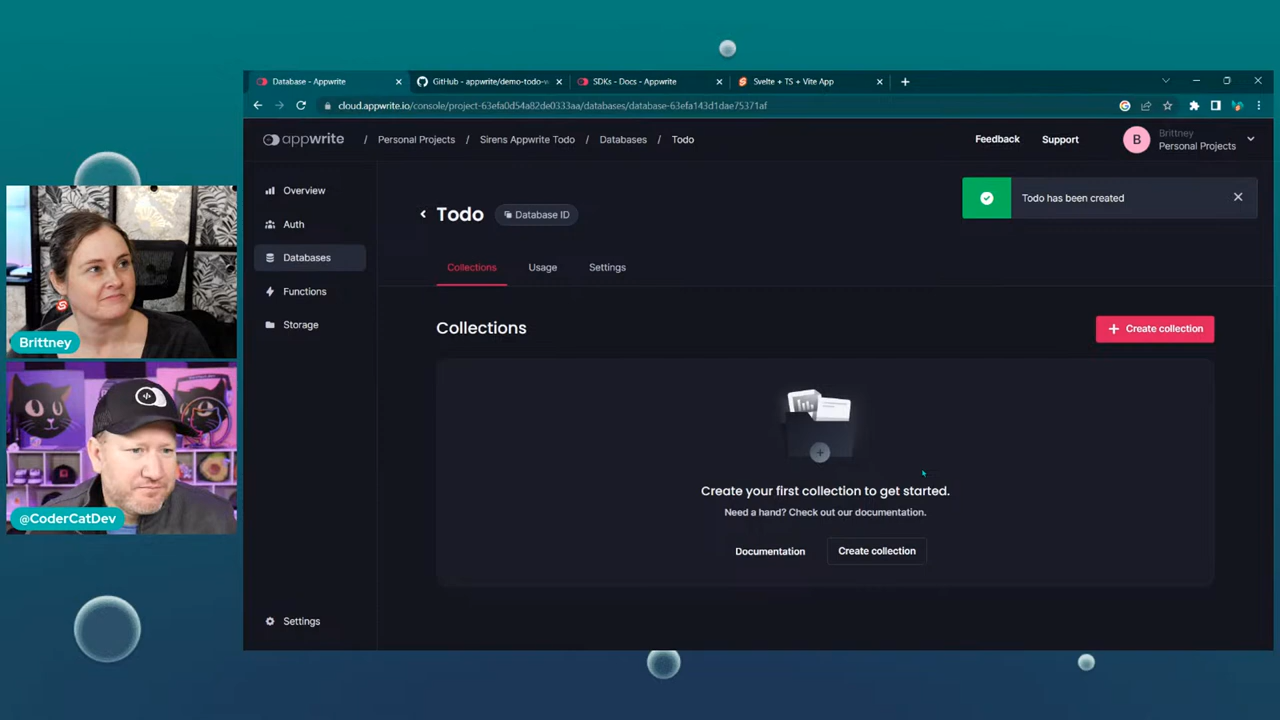 Database - Appwrite
GitHub - appwrite/demo-todo-w
SDKs - Docs - Appwrite
Svelte + TS + Vite App
cloud.appwrite.io/console/project-63efa0d54a82de0333aa/databases/database-63efa143d1dae75371af
appwrite / Personal Projects / Sirens Appwrite Todo / Databases / Todo
Feedback
Support
B
Brittney
Personal Projects
Overview
Auth
Databases
Functions
Storage
Settings
Todo
Database ID
Todo has been created
Collections
Usage
Settings
Collections
+ Create collection
Create your first collection to get started.
Need a hand? Check out our documentation.
Documentation
Create collection
Brittney
@CoderCatDev